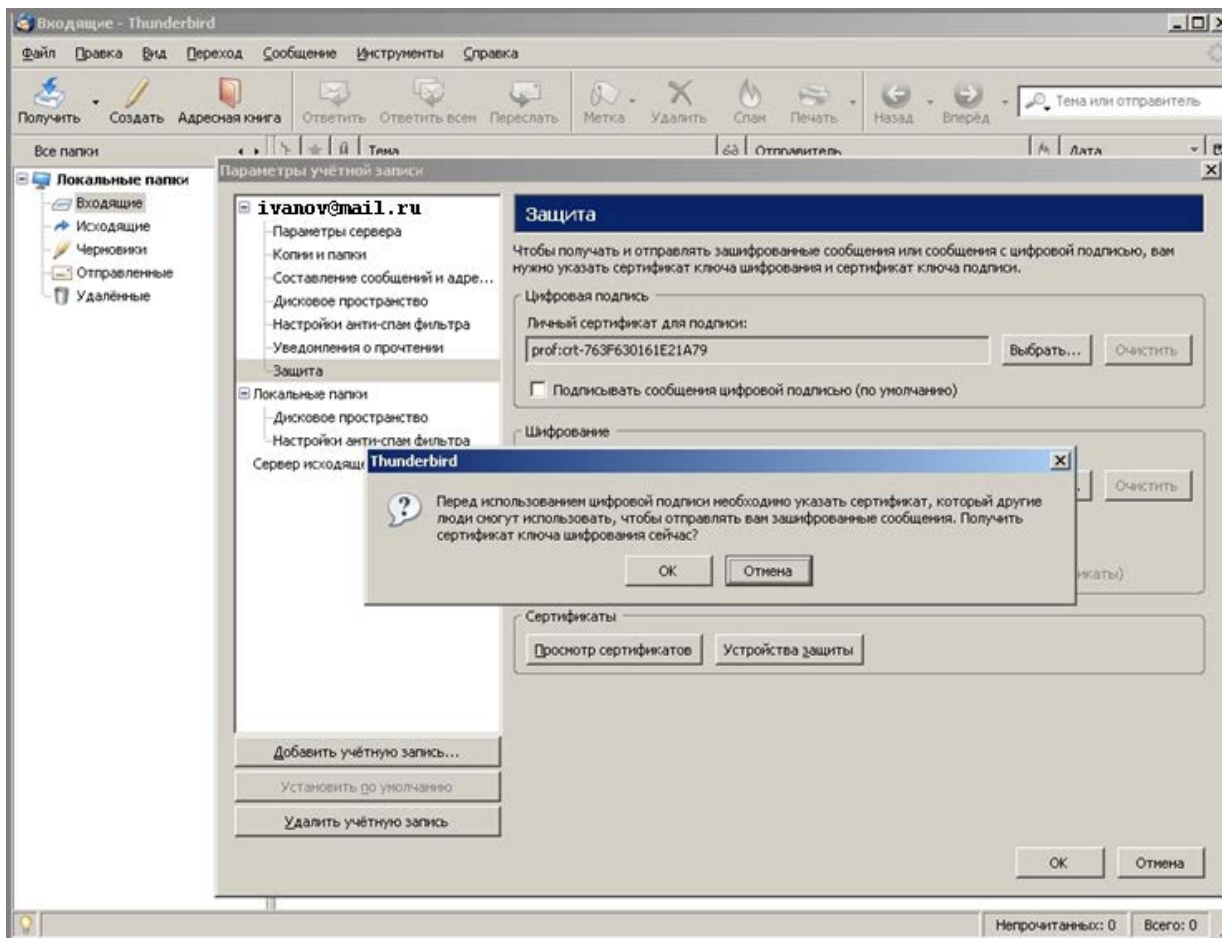 Входящие - Thunderbird
Файл Правка Вид Переход Сообщение Инструменты Справка
Получить Создать Адресная книга Ответить Ответить всем Переслать Метка Удалить Спам Печать Назад Вперёд Тема или отправитель
Все папки Тема Отправитель Дата
Локальные папки
Входящие
Исходящие
Черновики
Отправленные
Удалённые
Параметры учётной записи
ivanov@mail.ru
Параметры сервера
Копии и папки
Составление сообщений и адре...
Дисковое пространство
Настройки анти-спам фильтра
Уведомления о прочтении
Защита
Локальные папки
Дисковое пространство
Настройки анти-спам фильтра
Сервер исходяще
Добавить учётную запись...
Установить по умолчанию
Удалить учётную запись
Защита
Чтобы получать и отправлять зашифрованные сообщения или сообщения с цифровой подписью, вам
нужно указать сертификат ключа шифрования и сертификат ключа подписи.
Цифровая подпись
Личный сертификат для подписи:
prof:crt-763F630161E21A79 Выбрать... Очистить
Подписывать сообщения цифровой подписью (по умолчанию)
Шифрование
Очистить
икаты)
Thunderbird
Перед использованием цифровой подписи необходимо указать сертификат, который другие
люди смогут использовать, чтобы отправлять вам зашифрованные сообщения. Получить
сертификат ключа шифрования сейчас?
OK Отмена
Сертификаты
Просмотр сертификатов Устройства защиты
OK Отмена
Непрочитанных: 0 Всего: 0